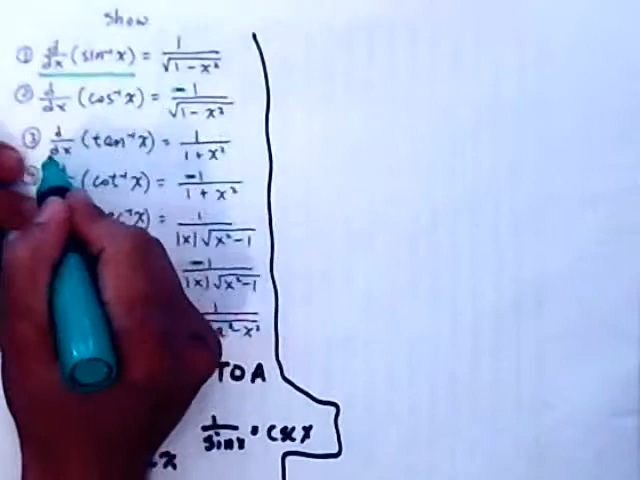 Show
① d/dx (sin⁻¹x) = 1/√(1-x²)
② d/dx (cos⁻¹x) = -1/√(1-x²)
③ d/dx (tan⁻¹x) = 1/(1+x²)
(cot⁻¹x) = -1/(1+x²)
x) = 1/(|x|√(x²-1))
-1/(|x|√(x²-1))
TOA
1/sinx = cscx
x